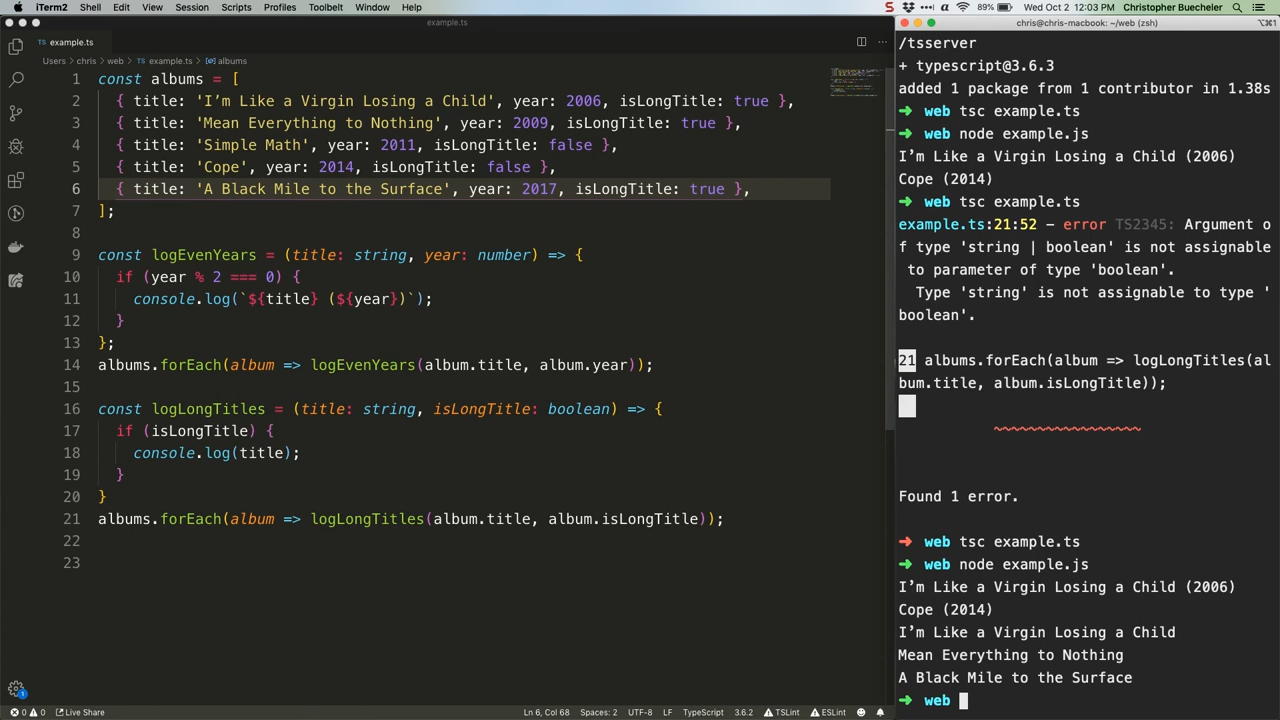 iTerm2 Shell Edit View Session Scripts Profiles Toolbelt Window Help 89% Wed Oct 2 12:03 PM Christopher Buecheler
example.ts
example.ts
Users › chris › web › TS example.ts › albums
1 const albums = [
2 { title: 'I’m Like a Virgin Losing a Child', year: 2006, isLongTitle: true },
3 { title: 'Mean Everything to Nothing', year: 2009, isLongTitle: true },
4 { title: 'Simple Math', year: 2011, isLongTitle: false },
5 { title: 'Cope', year: 2014, isLongTitle: false },
6 { title: 'A Black Mile to the Surface', year: 2017, isLongTitle: true },
7 ];
8
9 const logEvenYears = (title: string, year: number) => {
10 if (year % 2 === 0) {
11 console.log(`${title} (${year})`);
12 }
13 };
14 albums.forEach(album => logEvenYears(album.title, album.year));
15
16 const logLongTitles = (title: string, isLongTitle: boolean) => {
17 if (isLongTitle) {
18 console.log(title);
19 }
20 }
21 albums.forEach(album => logLongTitles(album.title, album.isLongTitle));
22
23
1
0 0 Live Share Ln 6, Col 68 Spaces: 2 UTF-8 LF TypeScript 3.6.2 TSLint ESLint
chris@chris-macbook: ~/web (zsh) ⌥⌘1
/tsserver
+ typescript@3.6.3
added 1 package from 1 contributor in 1.38s
➜ web tsc example.ts
➜ web node example.js
I’m Like a Virgin Losing a Child (2006)
Cope (2014)
➜ web tsc example.ts
example.ts:21:52 - error TS2345: Argument o
f type 'string | boolean' is not assignable
to parameter of type 'boolean'.
Type 'string' is not assignable to type '
boolean'.
21 albums.forEach(album => logLongTitles(al
bum.title, album.isLongTitle));
~~~~~~~~~~~~~~~~~
Found 1 error.
➜ web tsc example.ts
➜ web node example.js
I’m Like a Virgin Losing a Child (2006)
Cope (2014)
I’m Like a Virgin Losing a Child
Mean Everything to Nothing
A Black Mile to the Surface
➜ web